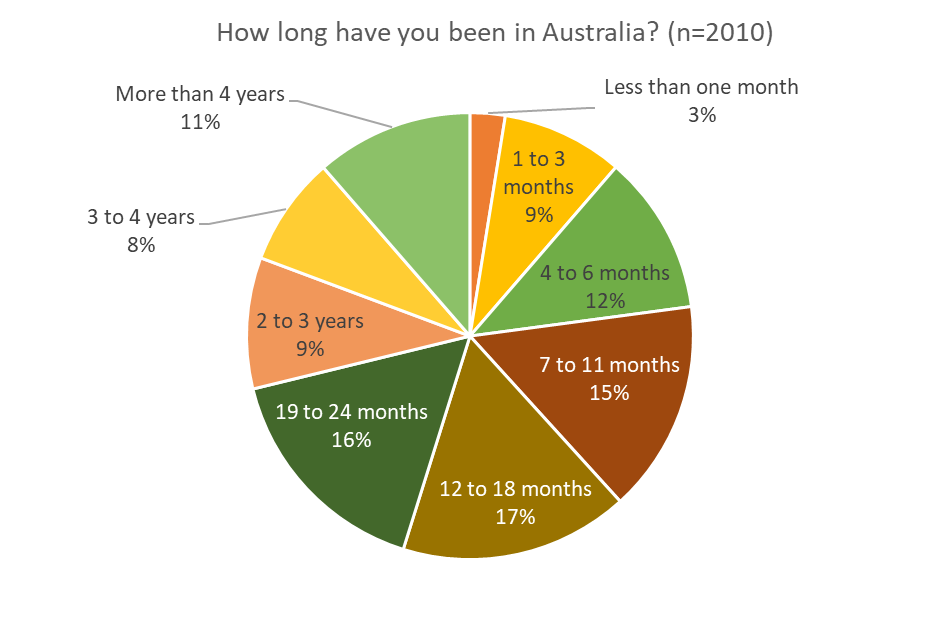 How long have you been in Australia? (n=2010)
Less than one month
3%
1 to 3
months
9%
4 to 6 months
12%
7 to 11 months
15%
12 to 18 months
17%
19 to 24 months
16%
2 to 3 years
9%
3 to 4 years
8%
More than 4 years
11%